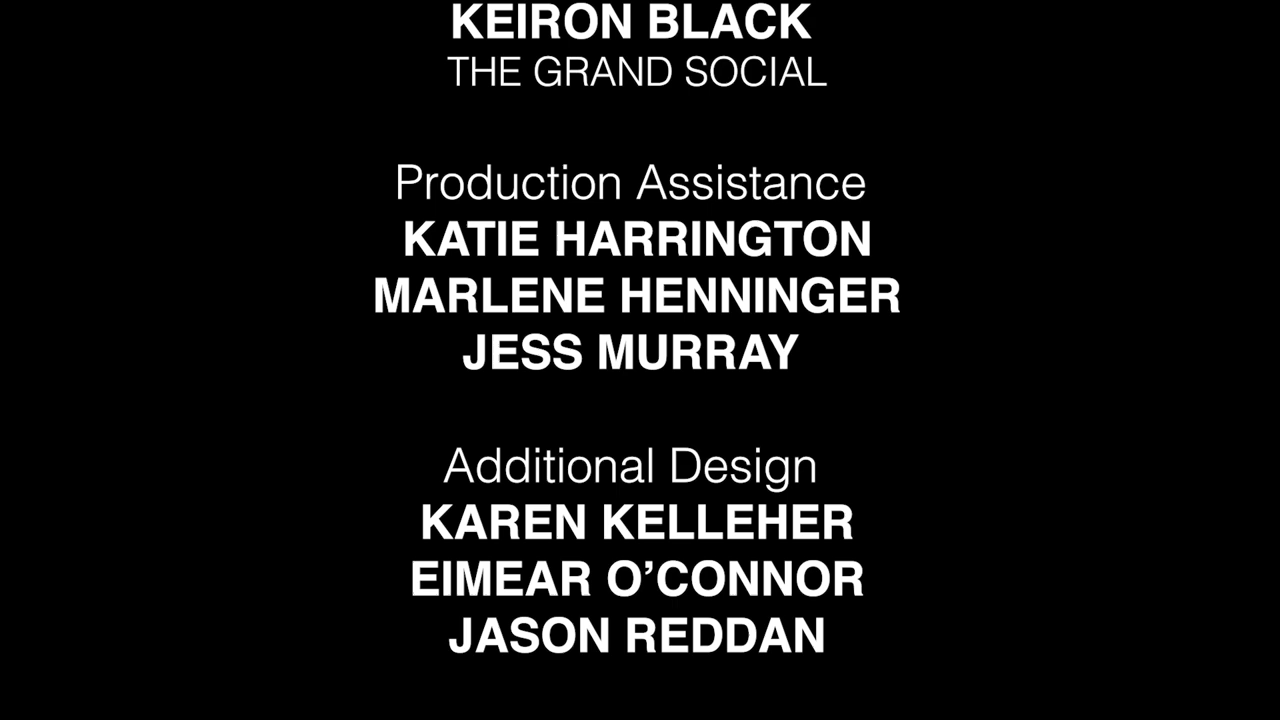 KEIRON BLACK
THE GRAND SOCIAL
Production Assistance
KATIE HARRINGTON
MARLENE HENNINGER
JESS MURRAY
Additional Design
KAREN KELLEHER
EIMEAR O’CONNOR
JASON REDDAN